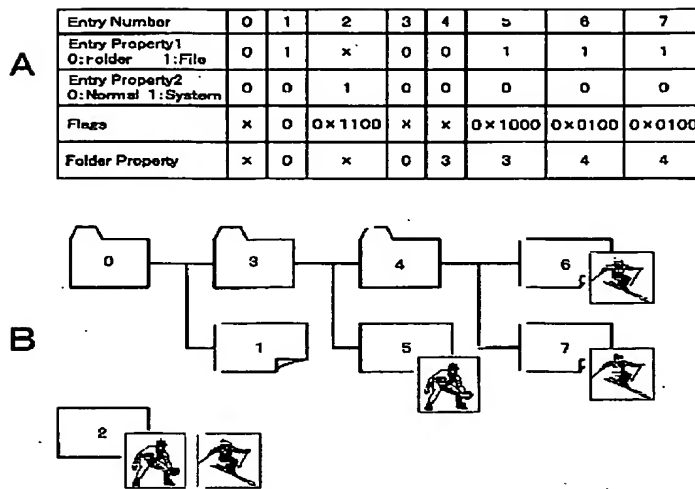 A
Entry Number 0 1 2 3 4 5 6 7
Entry Property1
0:Folder 1:File 0 1 × 0 0 1 1 1
Entry Property2
0:Normal 1:System 0 0 1 0 0 0 0 0
Flags × 0 0×1100 × × 0×1000 0×0100 0×0100
Folder Property × 0 × 0 3 3 4 4
B
0 3 4 6
1 5 7
2